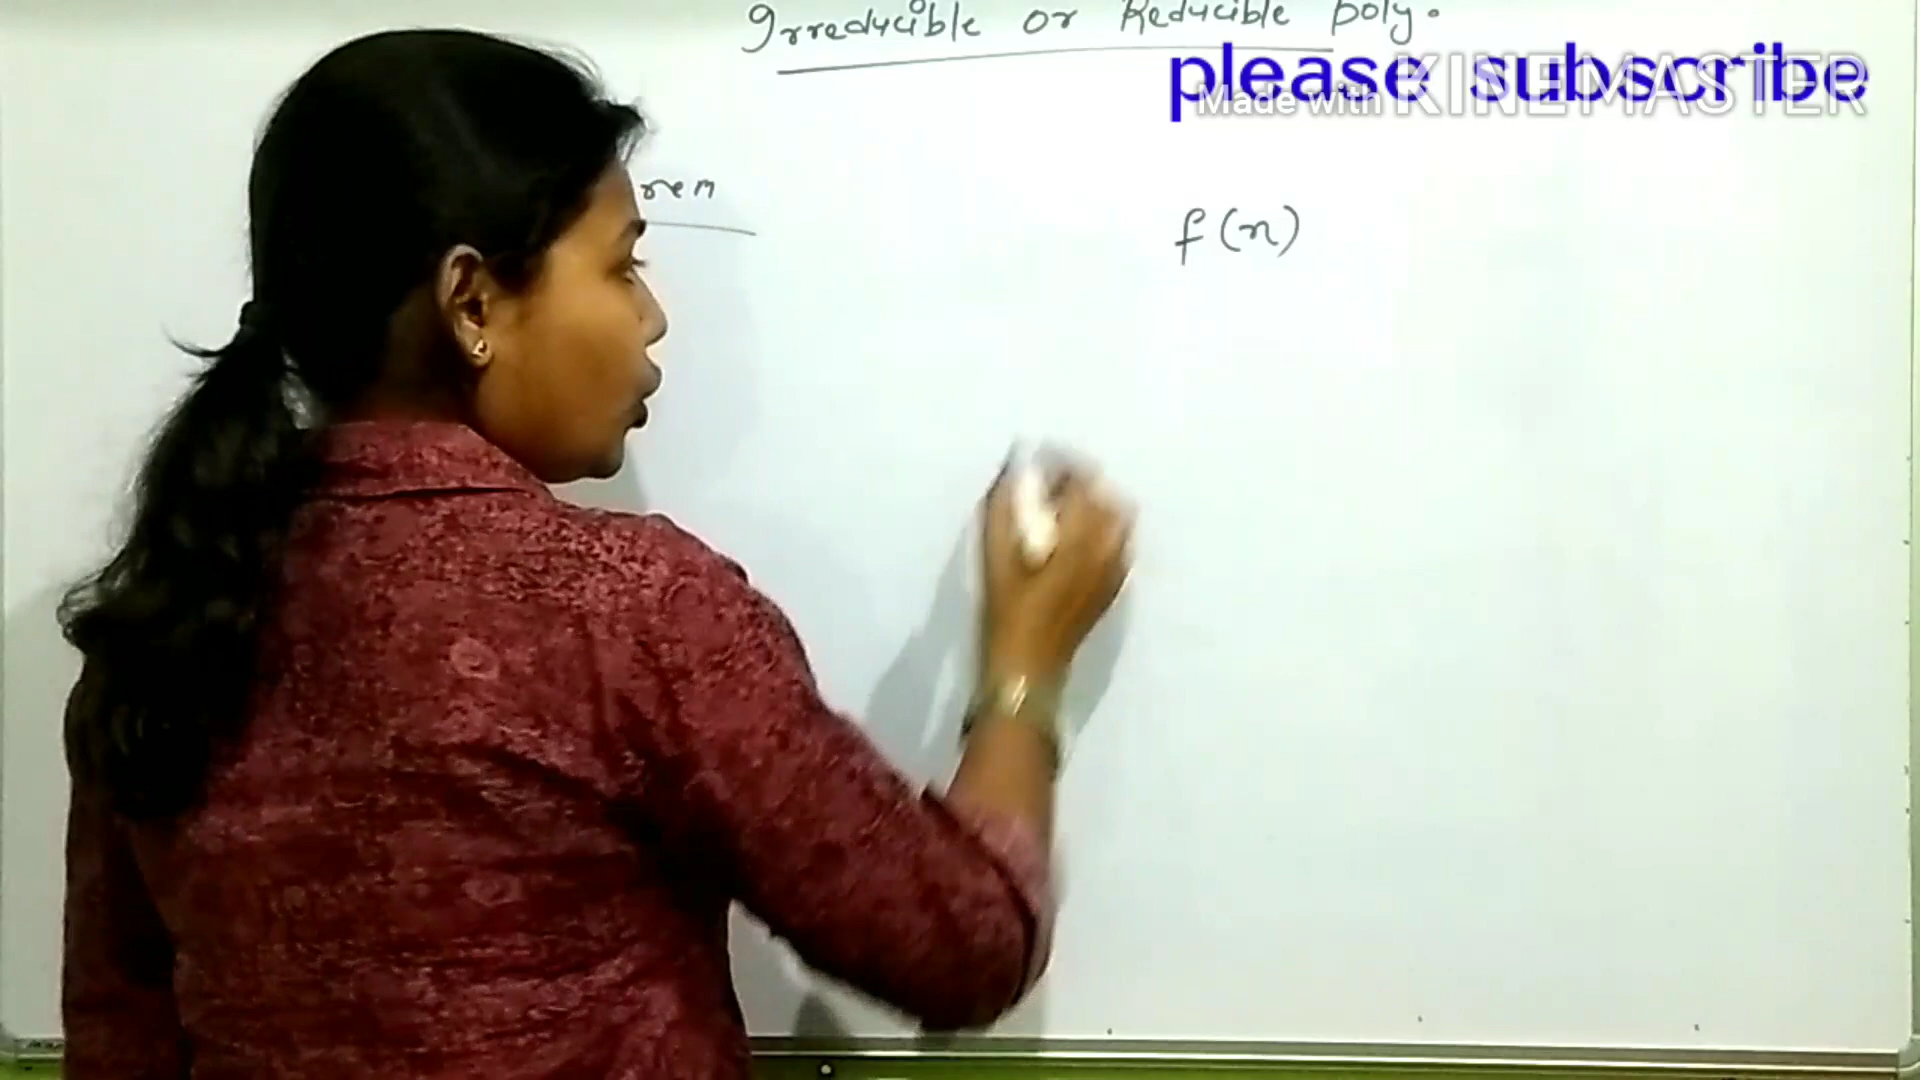 Irreducible or Reducible poly.
please subscribe
Made with KINEMASTER
rem
f(n)